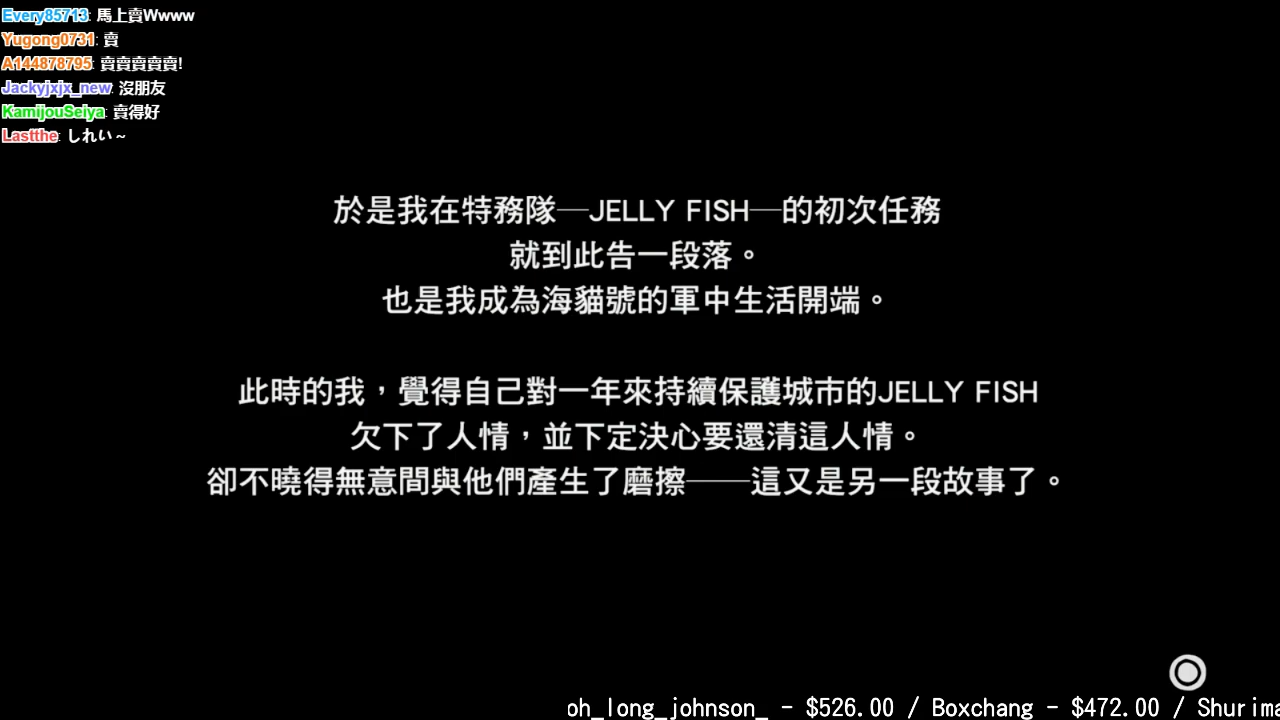 Every85713: 馬上賣Wwww
Yugong0731: 賣
A144878795: 賣賣賣賣賣!
Jackyjxjx_new: 沒朋友
KamijouSeiya: 賣得好
Lastthe: しれい～
於是我在特務隊─JELLY FISH─的初次任務
就到此告一段落。
也是我成為海貓號的軍中生活開端。
此時的我，覺得自己對一年來持續保護城市的JELLY FISH
欠下了人情，並下定決心要還清這人情。
卻不曉得無意間與他們產生了磨擦──這又是另一段故事了。
oh_long_johnson_ - $526.00 / Boxchang - $472.00 / Shurima